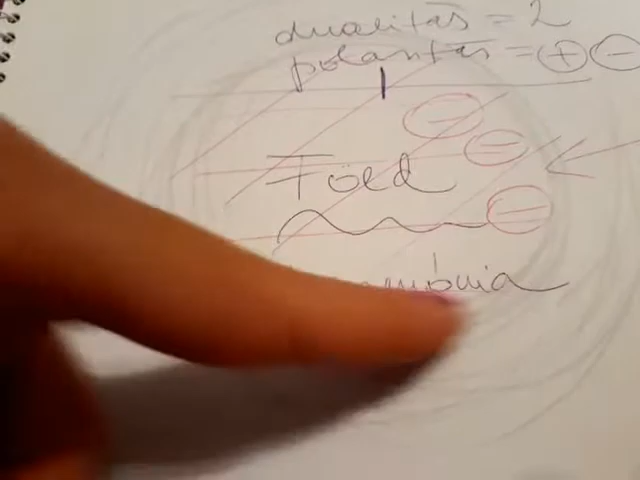 dualitás = 2
polaritás = + -
-
-
Föld
-